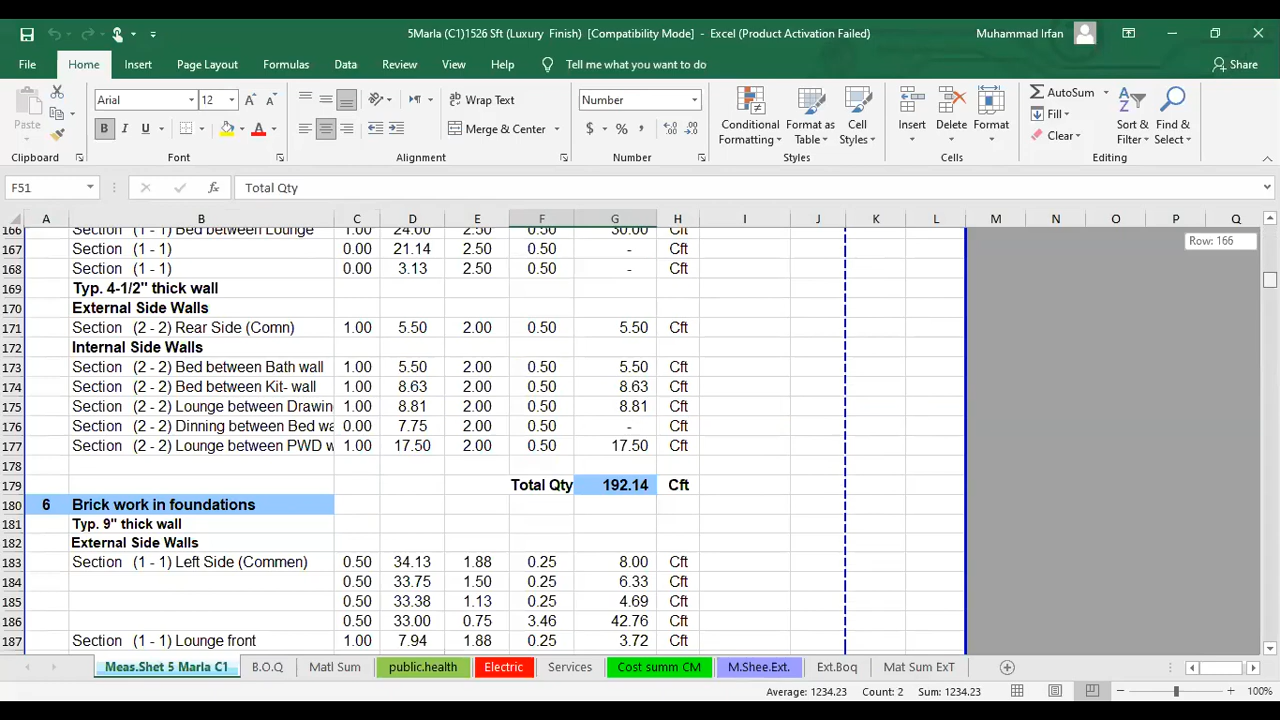 5Marla (C1)1526 Sft (Luxury Finish) [Compatibility Mode] - Excel (Product Activation Failed) Muhammad Irfan
File Home Insert Page Layout Formulas Data Review View Help Tell me what you want to do Share
Paste Arial 12 Wrap Text Number Conditional Formatting Format as Table Cell Styles Insert Delete Format AutoSum Sort & Filter Find & Select
B I U A Merge & Center $ % , Fill
Clear
Clipboard Font Alignment Number Styles Cells Editing
F51 fx Total Qty
A B C D E F G H I J K L M N O P Q
166 Section (1 - 1) Bed between Lounge 1.00 24.00 2.50 0.50 30.00 Cft Row: 166
167 Section (1 - 1) 0.00 21.14 2.50 0.50 - Cft
168 Section (1 - 1) 0.00 3.13 2.50 0.50 - Cft
169 Typ. 4-1/2" thick wall
170 External Side Walls
171 Section (2 - 2) Rear Side (Comn) 1.00 5.50 2.00 0.50 5.50 Cft
172 Internal Side Walls
173 Section (2 - 2) Bed between Bath wall 1.00 5.50 2.00 0.50 5.50 Cft
174 Section (2 - 2) Bed between Kit- wall 1.00 8.63 2.00 0.50 8.63 Cft
175 Section (2 - 2) Lounge between Drawin 1.00 8.81 2.00 0.50 8.81 Cft
176 Section (2 - 2) Dinning between Bed wa 0.00 7.75 2.00 0.50 - Cft
177 Section (2 - 2) Lounge between PWD w 1.00 17.50 2.00 0.50 17.50 Cft
178
179 Total Qty 192.14 Cft
180 6 Brick work in foundations
181 Typ. 9" thick wall
182 External Side Walls
183 Section (1 - 1) Left Side (Commen) 0.50 34.13 1.88 0.25 8.00 Cft
184 0.50 33.75 1.50 0.25 6.33 Cft
185 0.50 33.38 1.13 0.25 4.69 Cft
186 0.50 33.00 0.75 3.46 42.76 Cft
187 Section (1 - 1) Lounge front 1.00 7.94 1.88 0.25 3.72 Cft
Meas.Shet 5 Marla C1 B.O.Q Matl Sum public.health Electric Services Cost summ CM M.Shee.Ext. Ext.Boq Mat Sum ExT
Average: 1234.23 Count: 2 Sum: 1234.23 100%